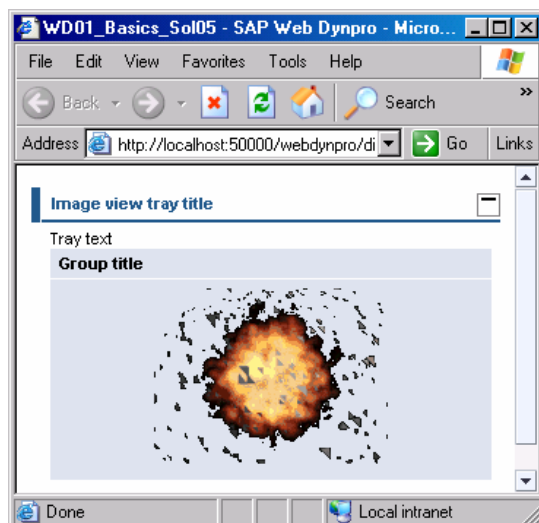 WD01_Basics_Sol05 - SAP Web Dynpro - Micro...
File Edit View Favorites Tools Help
Back Search »
Address http://localhost:50000/webdynpro/di Go Links
Image view tray title
Tray text
Group title
Done Local intranet